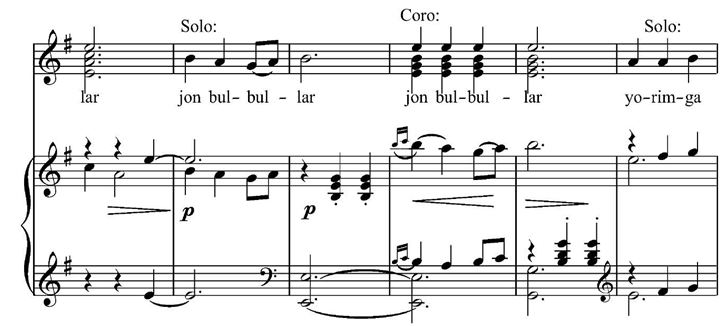 Solo: Coro: Solo:
lar jon bul – bul – lar jon bul – bul – lar yo – rim – ga
p p